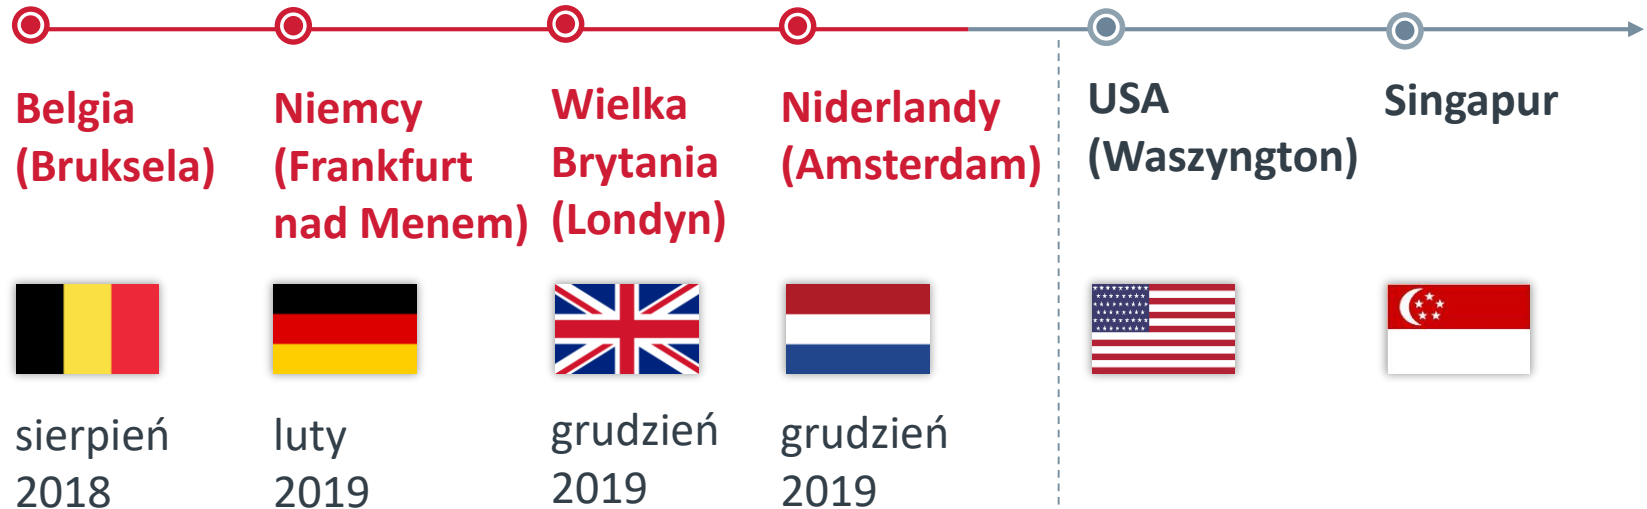 Belgia
(Bruksela)
sierpień
2018
Niemcy
(Frankfurt
nad Menem)
luty
2019
Wielka
Brytania
(Londyn)
grudzień
2019
Niderlandy
(Amsterdam)
grudzień
2019
USA
(Waszyngton)
Singapur